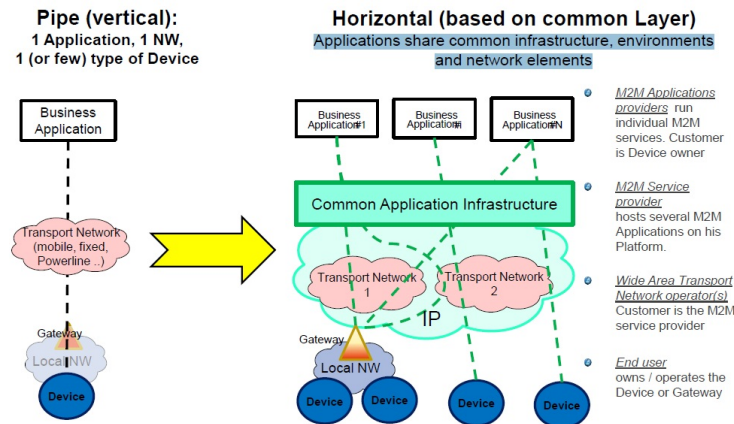 Pipe (vertical):
1 Application, 1 NW,
1 (or few) type of Device
Business
Application
Transport Network
(mobile, fixed,
Powerline ..)
Gateway
Local NW
Device
Horizontal (based on common Layer)
Applications share common infrastructure, environments
and network elements
Business
Application#1
Business
Application#i
Business
Application#N
Common Application Infrastructure
Transport Network
1
Transport Network
2
IP
Gateway
Local NW
Device
Device
Device
Device
M2M Applications
providers run
individual M2M
services. Customer
is Device owner
M2M Service
provider
hosts several M2M
Applications on his
Platform.
Wide Area Transport
Network operator(s)
Customer is the M2M
service provider
End user
owns / operates the
Device or Gateway